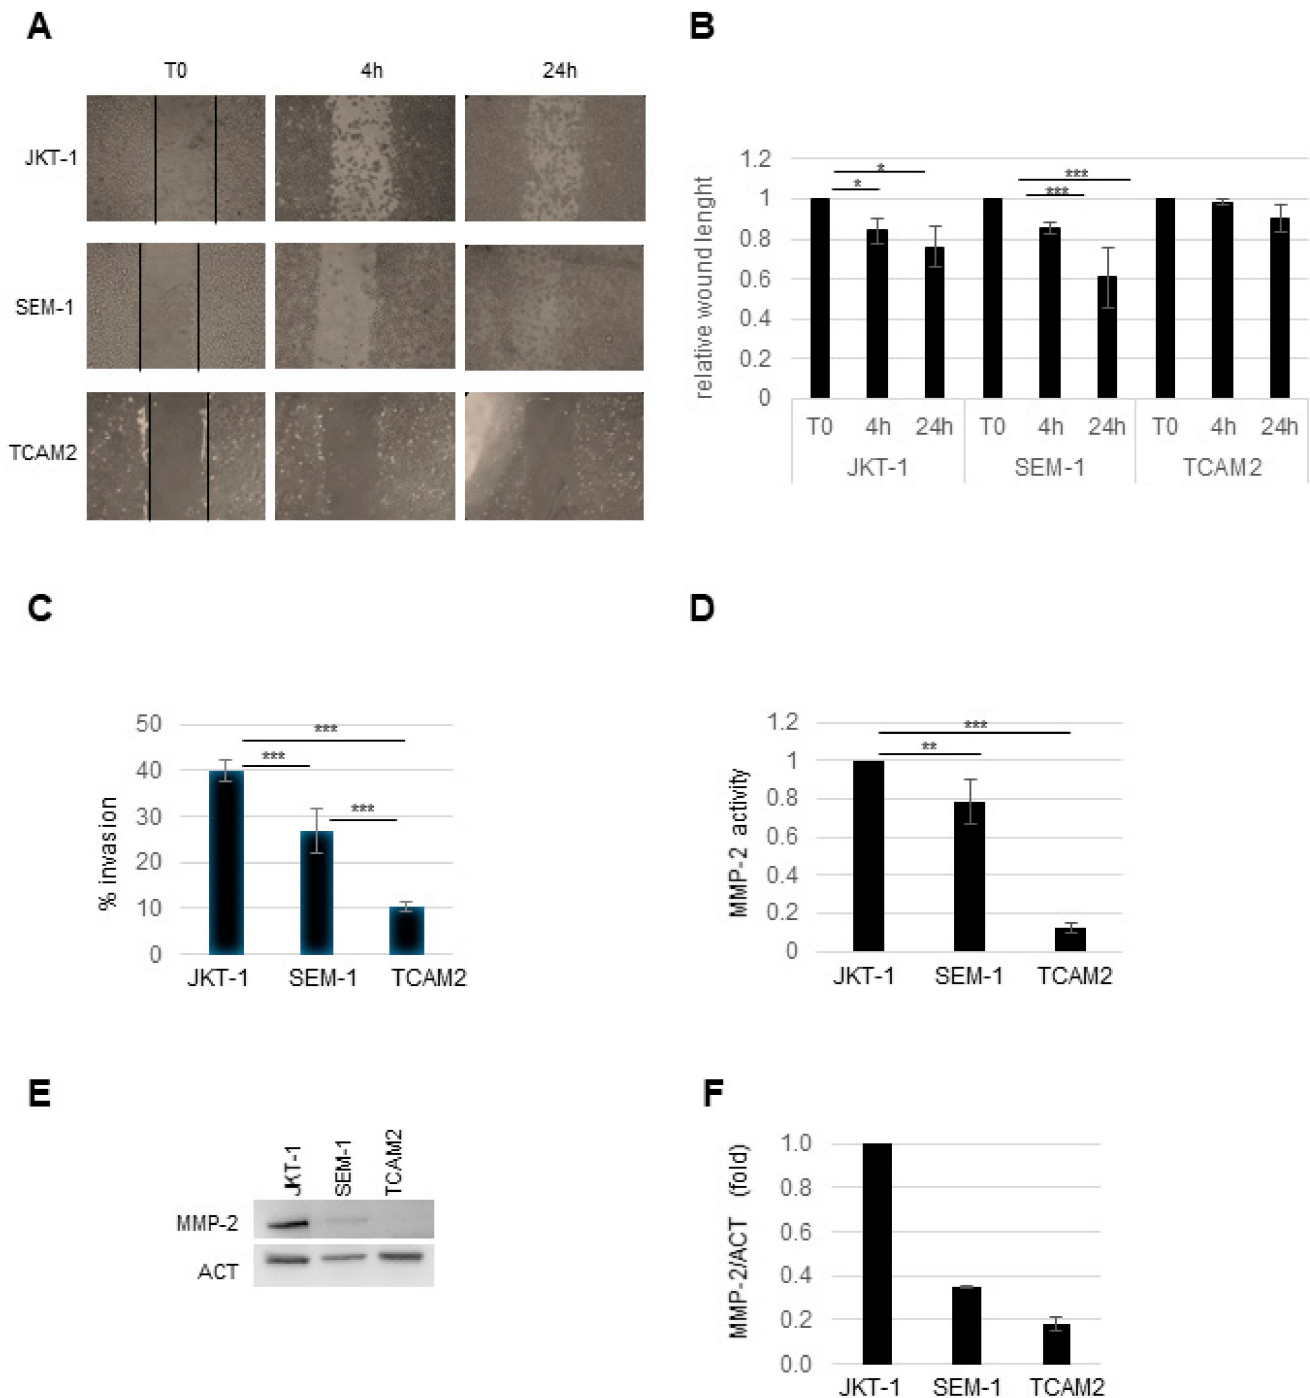 A
T0 4h 24h
JKT-1
SEM-1
TCAM2
B
relative wound lenght
1.2
1
0.8
0.6
0.4
0.2
0
* * *** ***
T0 4h 24h T0 4h 24h T0 4h 24h
JKT-1 SEM-1 TCAM2
C
% invasion
50
40
30
20
10
0
*** *** ***
JKT-1 SEM-1 TCAM2
D
MMP-2 activity
1.2
1
0.8
0.6
0.4
0.2
0
*** **
JKT-1 SEM-1 TCAM2
E
JKT-1 SEM-1 TCAM2
MMP-2
ACT
F
MMP-2/ACT (fold)
1.0
0.8
0.6
0.4
0.2
0.0
JKT-1 SEM-1 TCAM2